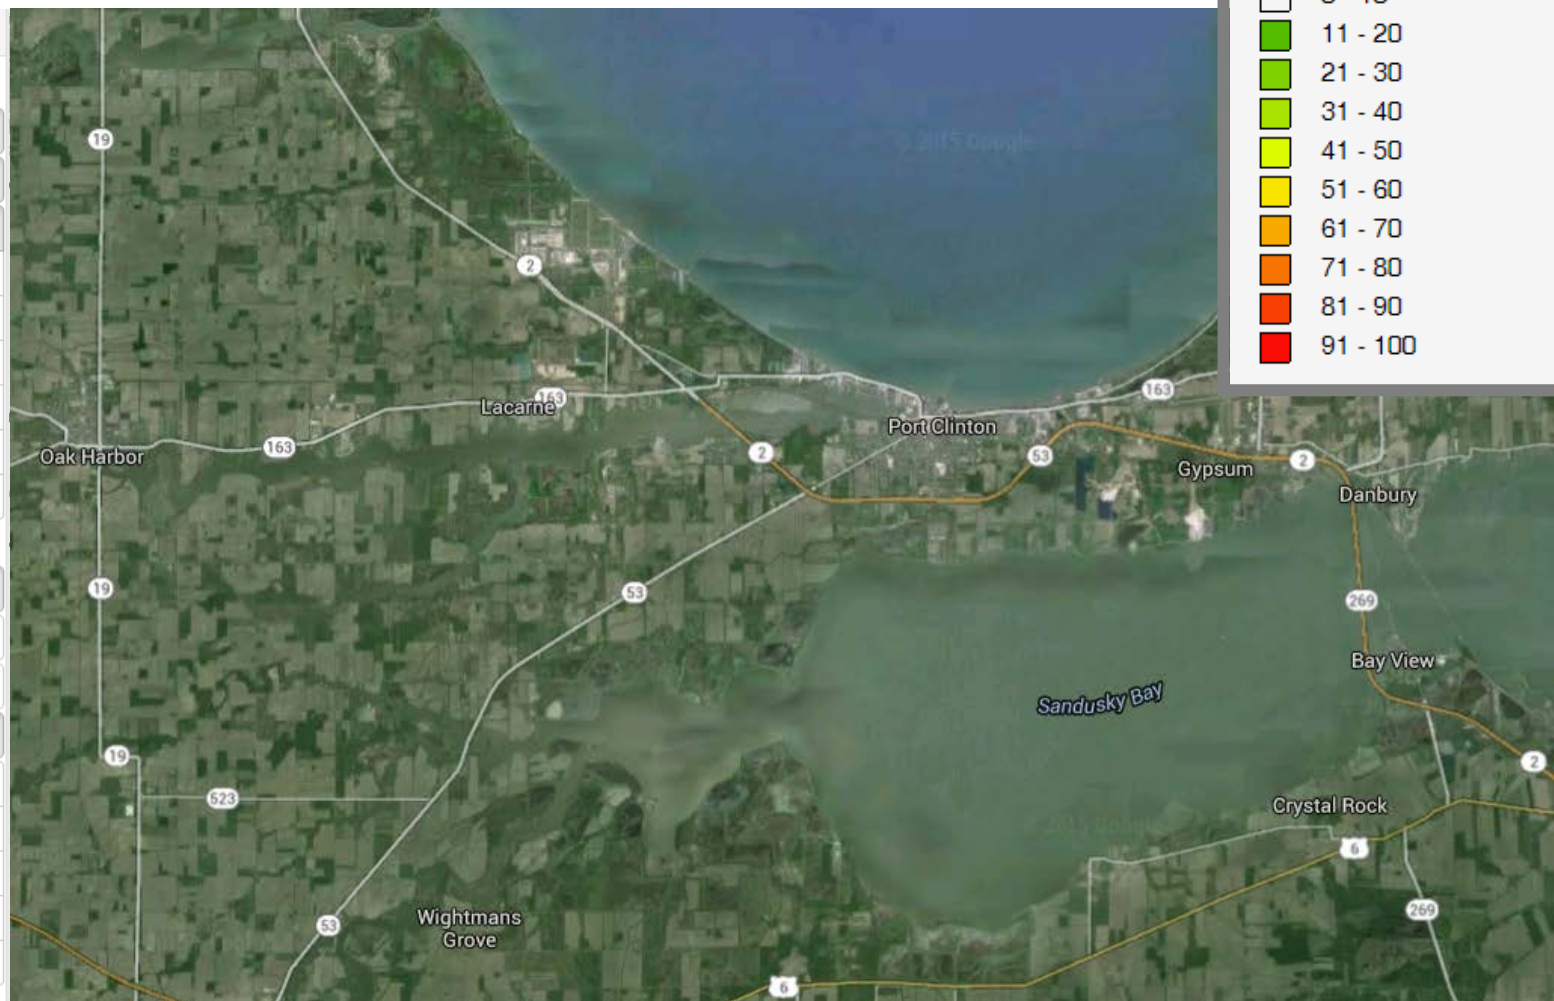 11 - 20
21 - 30
31 - 40
41 - 50
51 - 60
61 - 70
71 - 80
81 - 90
91 - 100
19
2
163
Lacarne
163
Port Clinton
163
Oak Harbor
2
53
Gypsum
2
Danbury
19
53
269
Bay View
Sandusky Bay
19
2
523
Crystal Rock
6
Wightmans
Grove
53
269
6
© 2015 Google